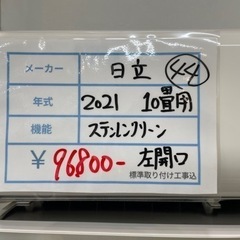 メーカー 日立 ㊹
年式 2021 10畳用
機能 ステンレンクリーン
¥ 96800- 左開口
標準取り付け工事込